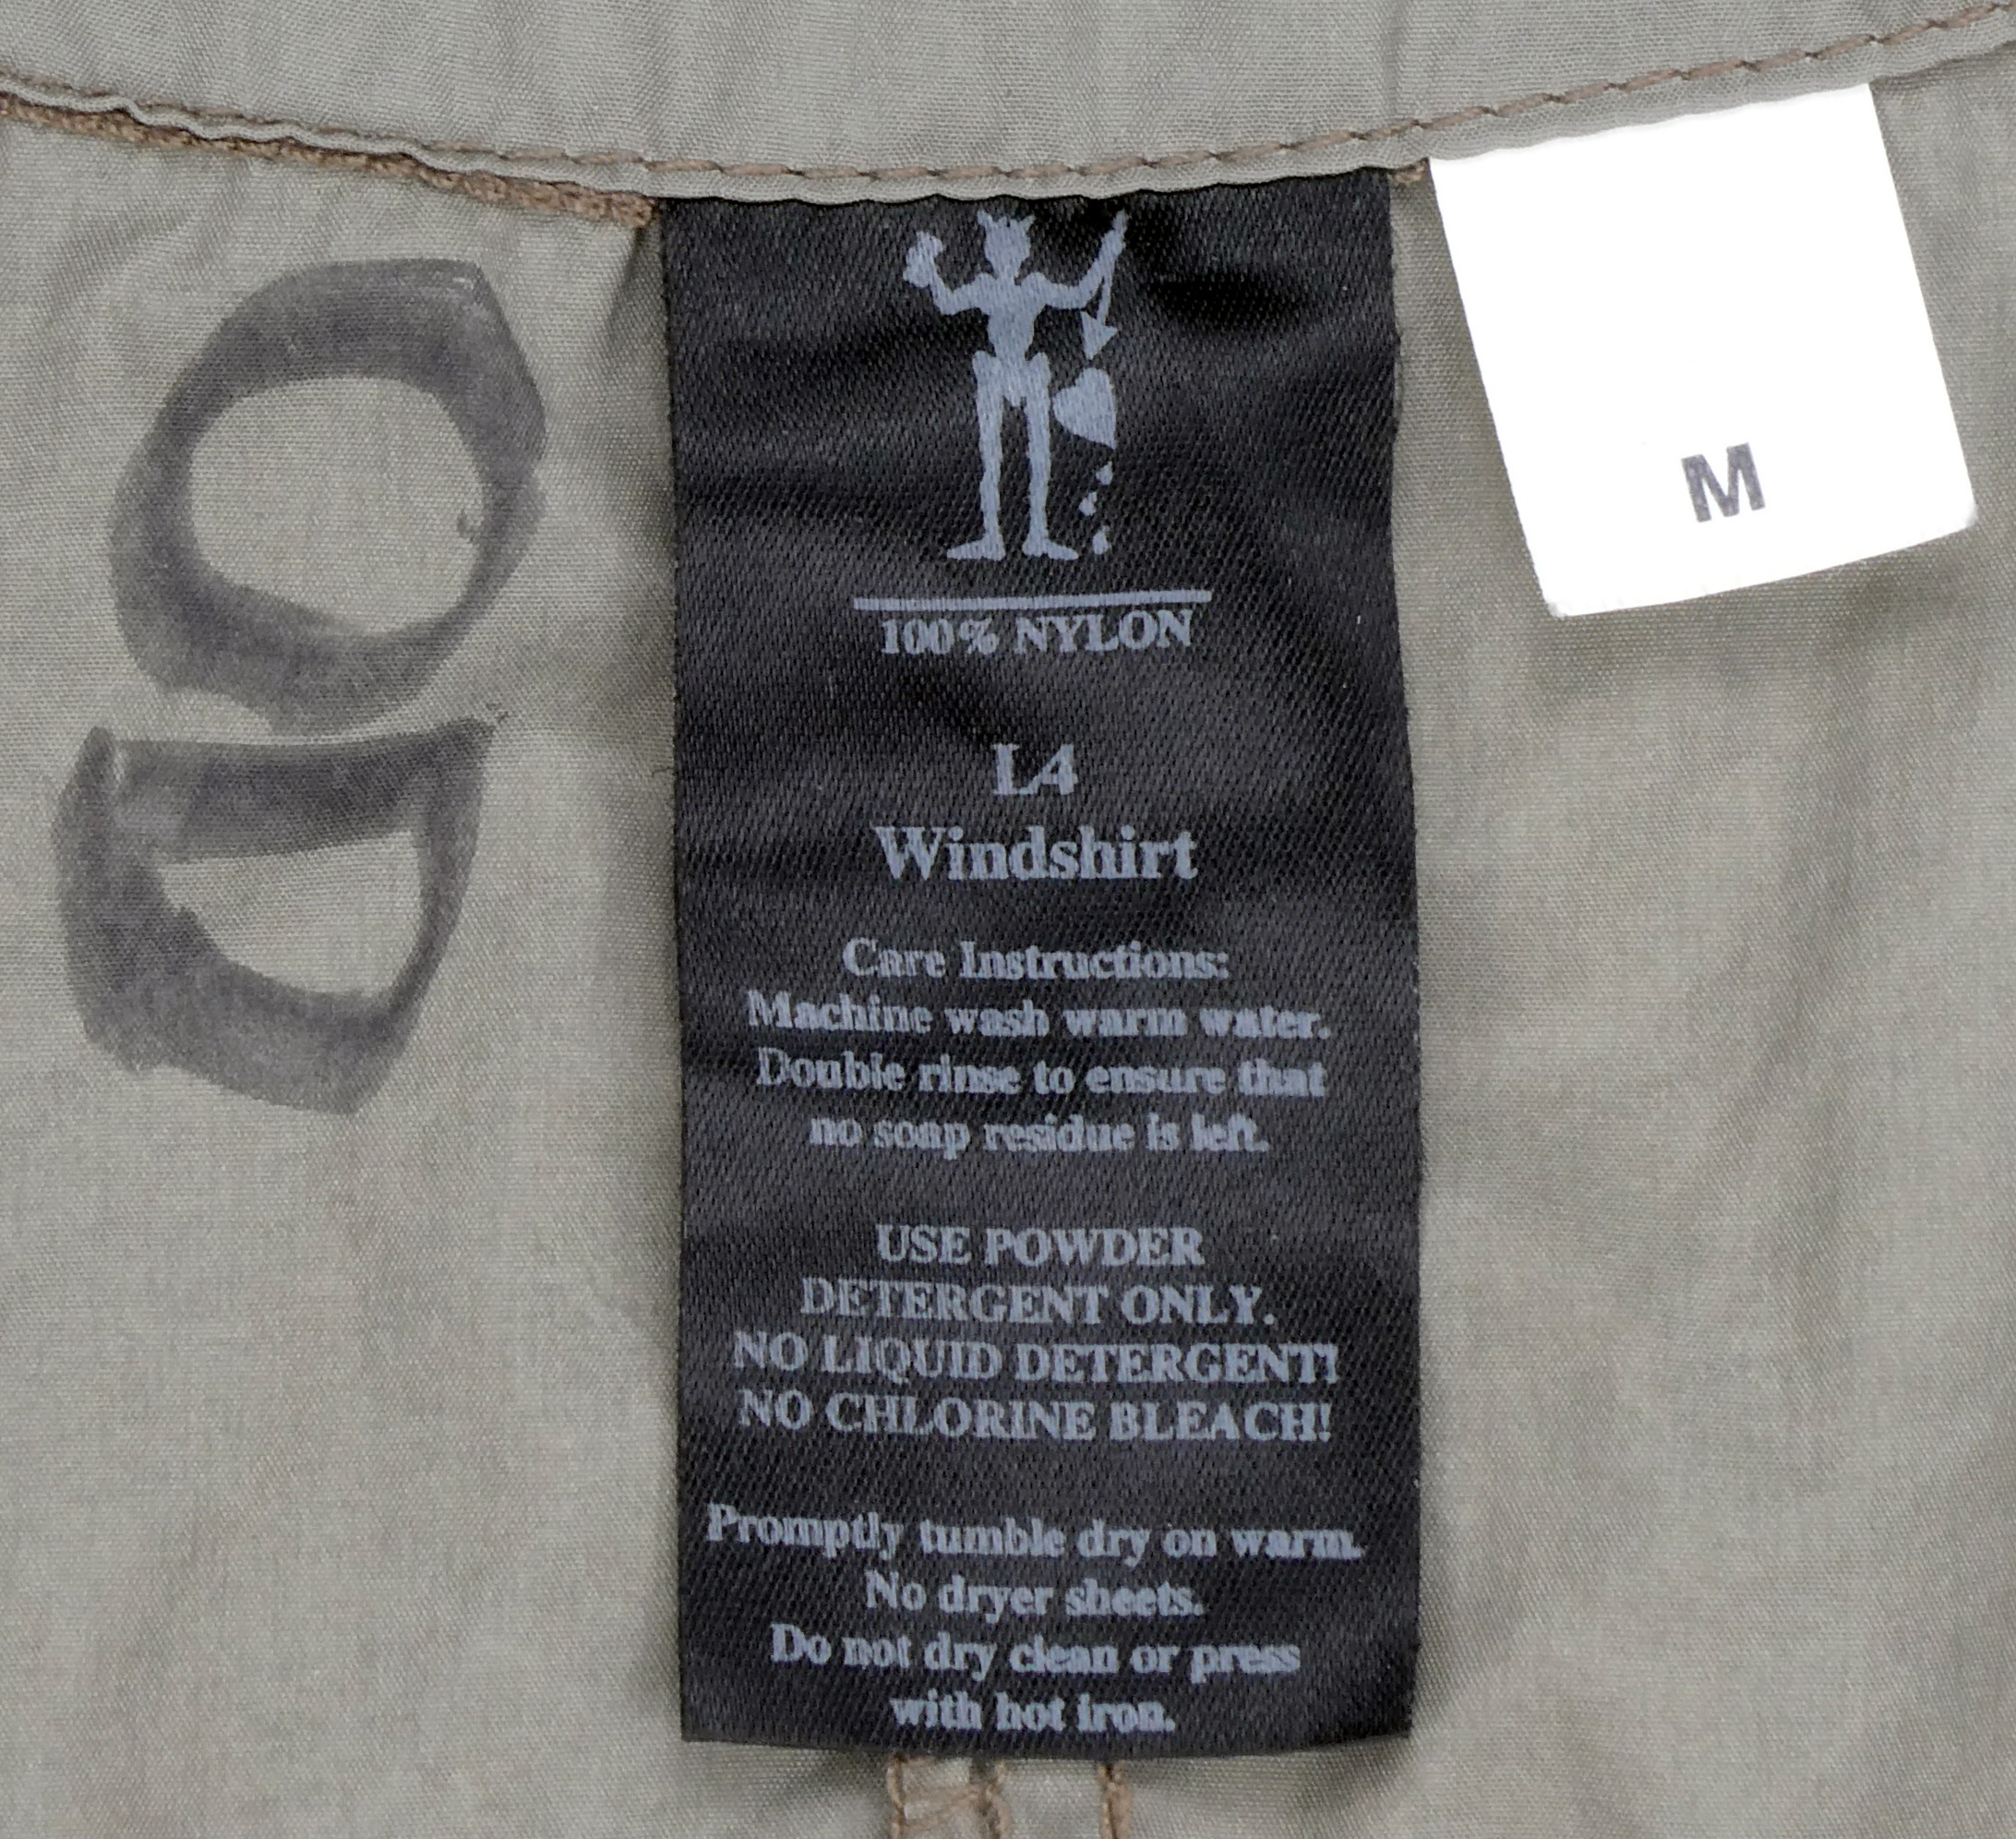 100% NYLON
L4
Windshirt
Care Instructions:
Machine wash warm water.
Double rinse to ensure that
no soap residue is left.
USE POWDER
DETERGENT ONLY.
NO LIQUID DETERGENT!
NO CHLORINE BLEACH!
Promptly tumble dry on warm.
No dryer sheets.
Do not dry clean or press
with hot iron.
M